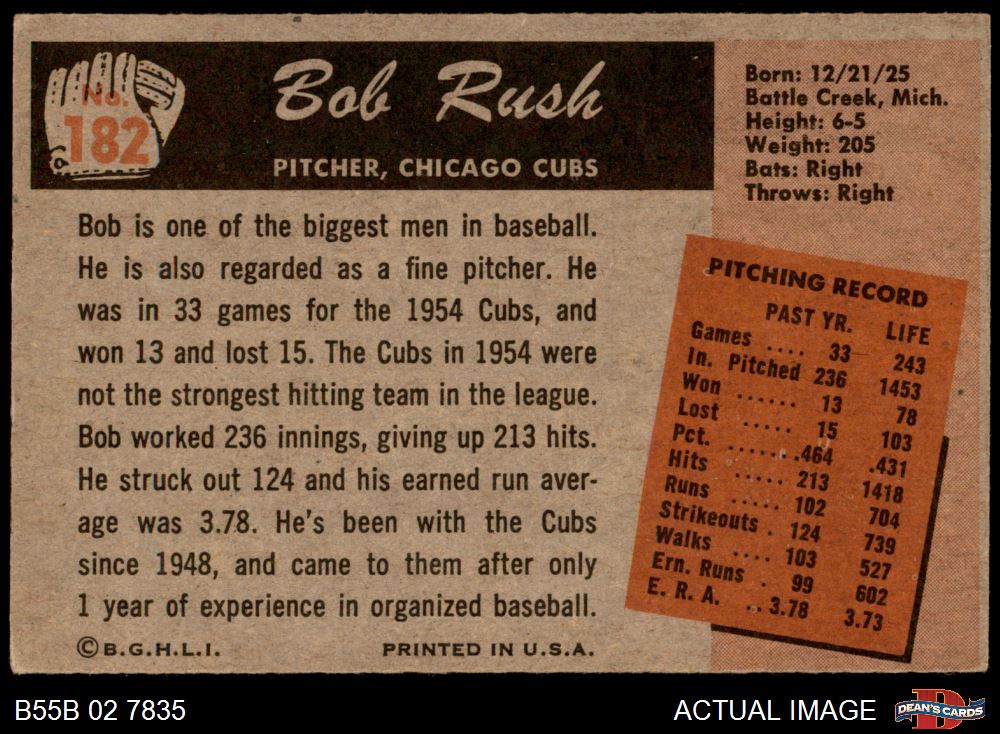 No.
182
Bob Rush
PITCHER, CHICAGO CUBS
Born: 12/21/25
Battle Creek, Mich.
Height: 6-5
Weight: 205
Bats: Right
Throws: Right
Bob is one of the biggest men in baseball.
He is also regarded as a fine pitcher. He
was in 33 games for the 1954 Cubs, and
won 13 and lost 15. The Cubs in 1954 were
not the strongest hitting team in the league.
Bob worked 236 innings, giving up 213 hits.
He struck out 124 and his earned run aver-
age was 3.78. He's been with the Cubs
since 1948, and came to them after only
1 year of experience in organized baseball.
©B.G.H.L.I. PRINTED IN U.S.A.
PITCHING RECORD
PAST YR. LIFE
Games .... 33 243
In. Pitched 236 1453
Won ...... 13 78
Lost ..... 15 103
Pct. .......464 .431
Hits ..... 213 1418
Runs ..... 102 704
Strikeouts . 124 739
Walks .... 103 527
Ern. Runs . 99 602
E. R. A. .. 3.78 3.73
B55B 02 7835 ACTUAL IMAGE DEAN'S CARDS